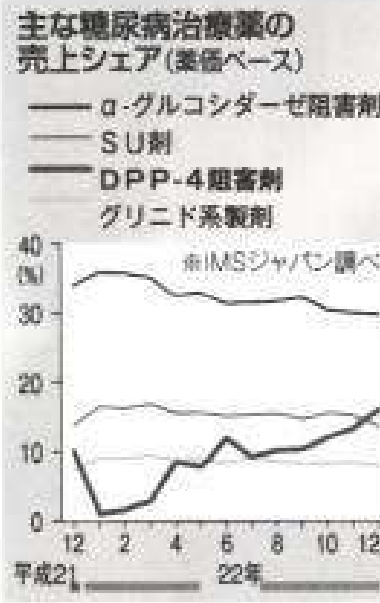 主な糖尿病治療薬の
売上シェア(薬価ベース)
α-グルコシダーゼ阻害剤
SU剤
DPP-4阻害剤
グリニド系製剤
40
(%)
※IMSジャパン調べ
30
20
10
0
12 2 4 6 8 10 12
平成21 22年